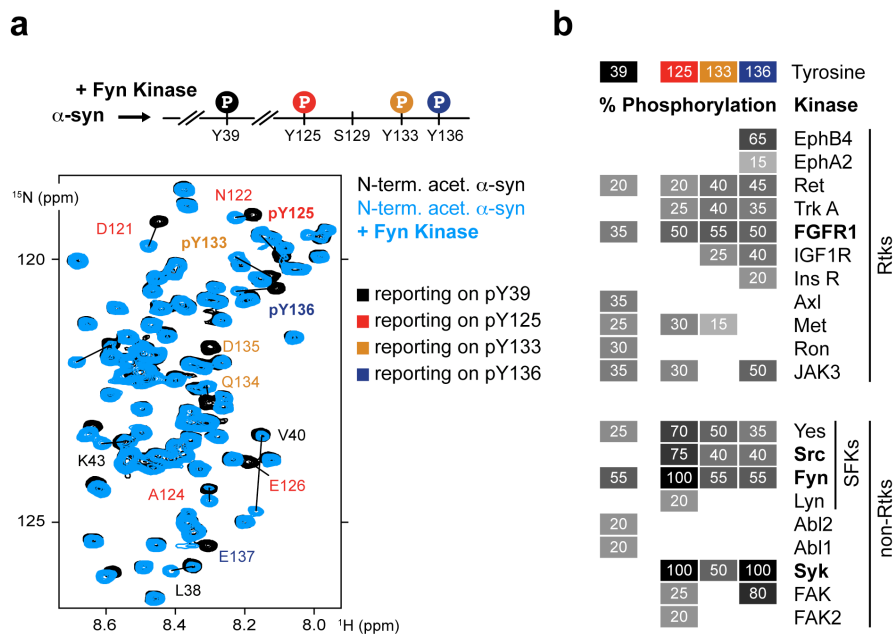 a
+ Fyn Kinase
α-syn
P P P P
Y39 Y125 S129 Y133 Y136
N-term. acet. α-syn
N-term. acet. α-syn
+ Fyn Kinase
15N (ppm)
N122
pY125
D121
pY133
120
pY136
reporting on pY39
reporting on pY125
reporting on pY133
reporting on pY136
D135
Q134
V40
K43
E126
A124
125
E137
L38
8.6 8.4 8.2 8.0 1H (ppm)
b
39 125 133 136 Tyrosine
% Phosphorylation Kinase
65 EphB4
15 EphA2
20 20 40 45 Ret
25 40 35 Trk A
35 50 55 50 FGFR1
25 40 IGF1R
20 Ins R
35 Axl
25 30 15 Met
30 Ron
35 30 50 JAK3
Rtks
25 70 50 35 Yes
75 40 40 Src
55 100 55 55 Fyn
20 Lyn
SFKs
20 Abl2
20 Abl1
100 50 100 Syk
25 80 FAK
20 FAK2
non-Rtks